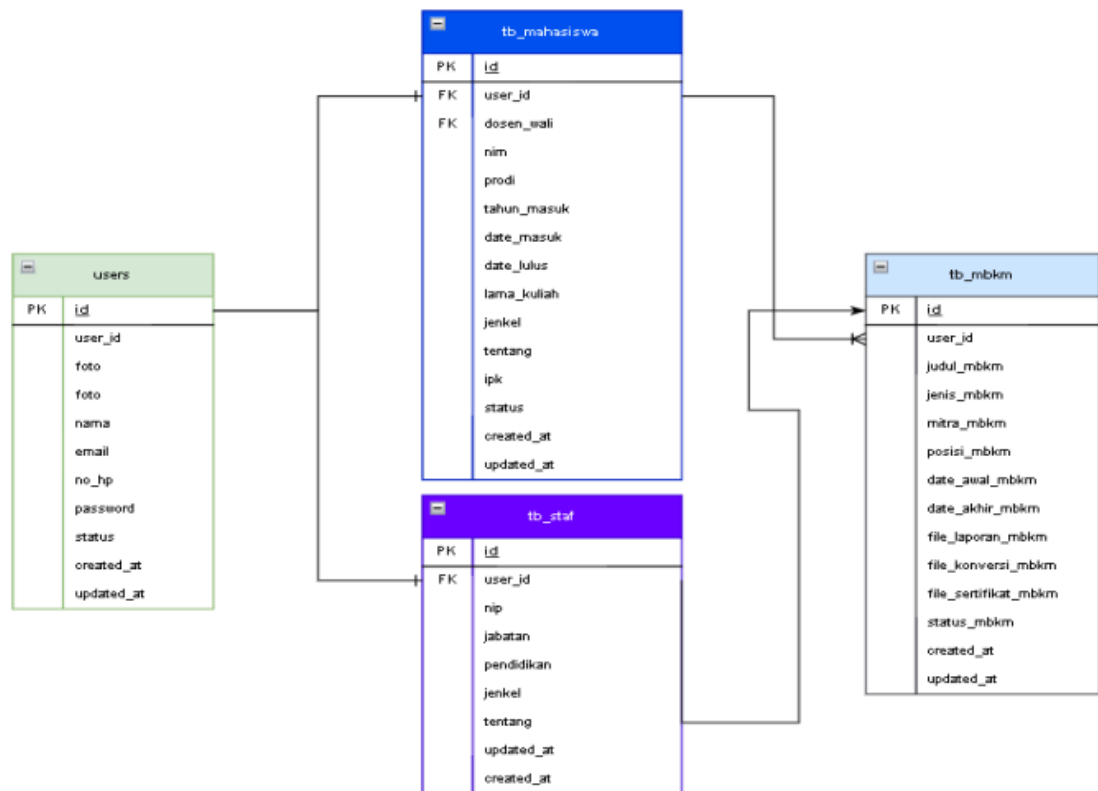 tb_mahasiswa
PK id
FK user_id
FK dosen_wali
nim
prodi
tahun_masuk
date_masuk
date_lulus
lama_kuliah
jenkel
tentang
ipk
status
created_at
updated_at
users
PK id
user_id
foto
foto
nama
email
no_hp
password
status
created_at
updated_at
tb_staf
PK id
FK user_id
nip
jabatan
pendidikan
jenkel
tentang
updated_at
created_at
tb_mbkm
PK id
user_id
judul_mbkm
jenis_mbkm
mitra_mbkm
posisi_mbkm
date_awal_mbkm
date_akhir_mbkm
file_laporan_mbkm
file_konversi_mbkm
file_sertifikat_mbkm
status_mbkm
created_at
updated_at